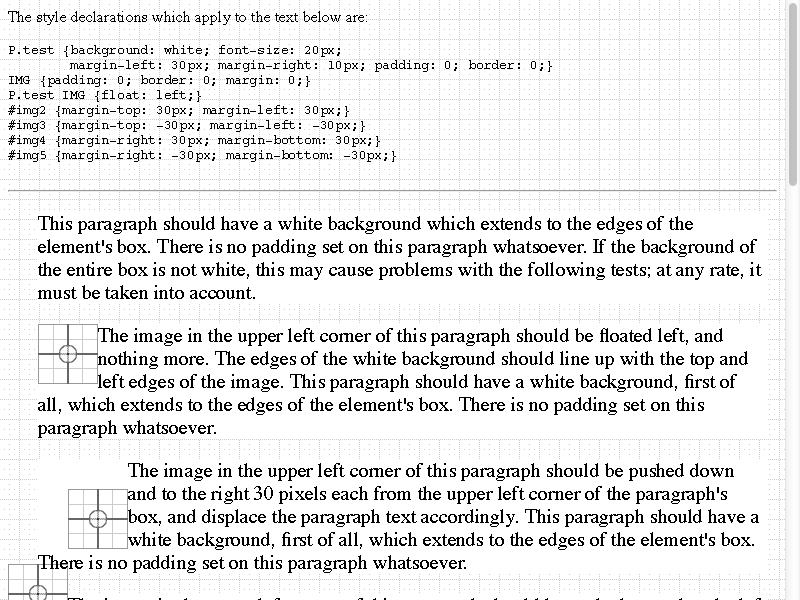 The style declarations which apply to the text below are:
P.test {background: white; font-size: 20px;
margin-left: 30px; margin-right: 10px; padding: 0; border: 0;}
IMG {padding: 0; border: 0; margin: 0;}
P.test IMG {float: left;}
#img2 {margin-top: 30px; margin-left: 30px;}
#img3 {margin-top: -30px; margin-left: -30px;}
#img4 {margin-right: 30px; margin-bottom: 30px;}
#img5 {margin-right: -30px; margin-bottom: -30px;}
This paragraph should have a white background which extends to the edges of the
element's box. There is no padding set on this paragraph whatsoever. If the background of
the entire box is not white, this may cause problems with the following tests; at any rate, it
must be taken into account.
The image in the upper left corner of this paragraph should be floated left, and
nothing more. The edges of the white background should line up with the top and
left edges of the image. This paragraph should have a white background, first of
all, which extends to the edges of the element's box. There is no padding set on this
paragraph whatsoever.
The image in the upper left corner of this paragraph should be pushed down
and to the right 30 pixels each from the upper left corner of the paragraph's
box, and displace the paragraph text accordingly. This paragraph should have a
white background, first of all, which extends to the edges of the element's box.
There is no padding set on this paragraph whatsoever.